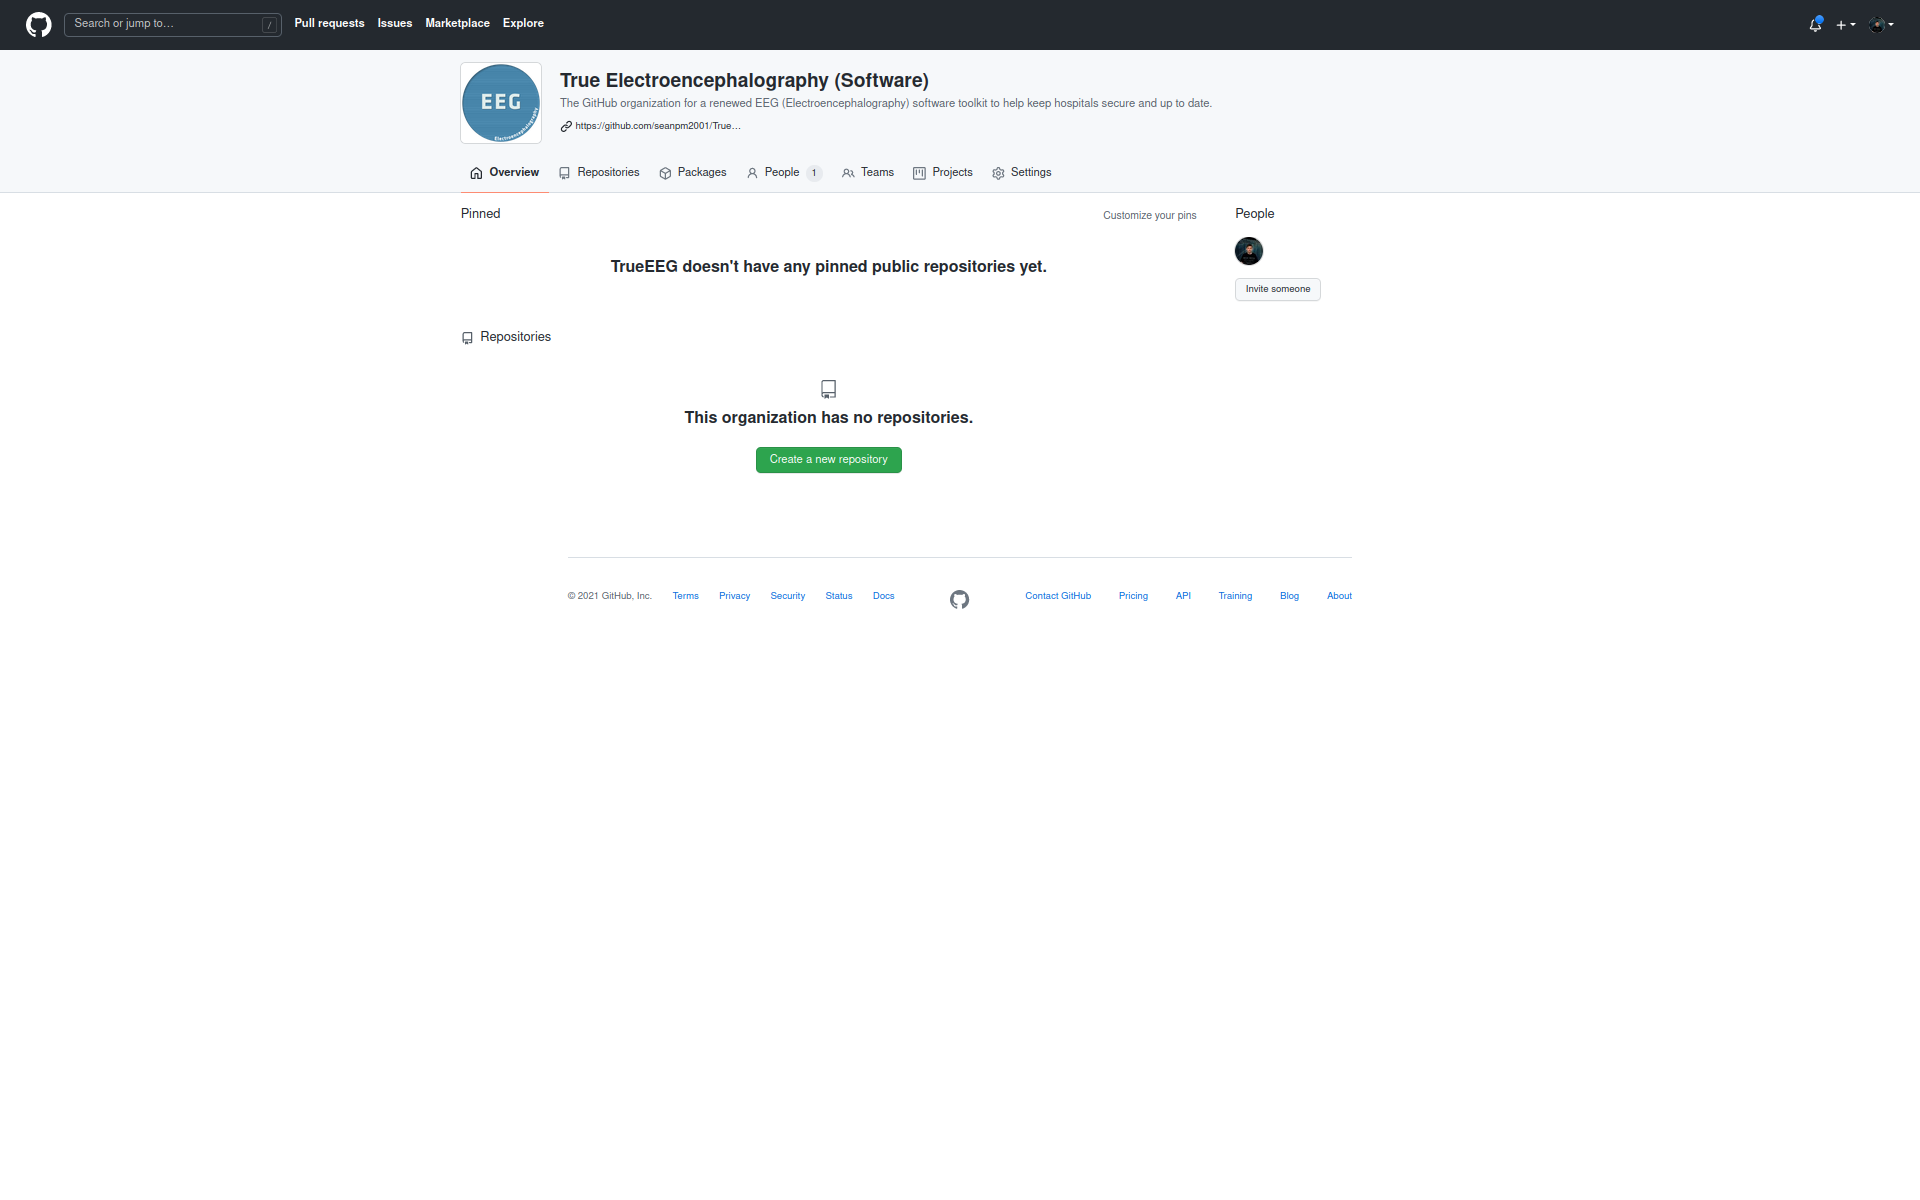 Search or jump to… /
Pull requests Issues Marketplace Explore
EEG
Electroencephalography
True Electroencephalography (Software)
The GitHub organization for a renewed EEG (Electroencephalography) software toolkit to help keep hospitals secure and up to date.
https://github.com/seanpm2001/True…
Overview Repositories Packages People 1 Teams Projects Settings
Pinned
Customize your pins
People
TrueEEG doesn't have any pinned public repositories yet.
Invite someone
Repositories
This organization has no repositories.
Create a new repository
© 2021 GitHub, Inc. Terms Privacy Security Status Docs Contact GitHub Pricing API Training Blog About